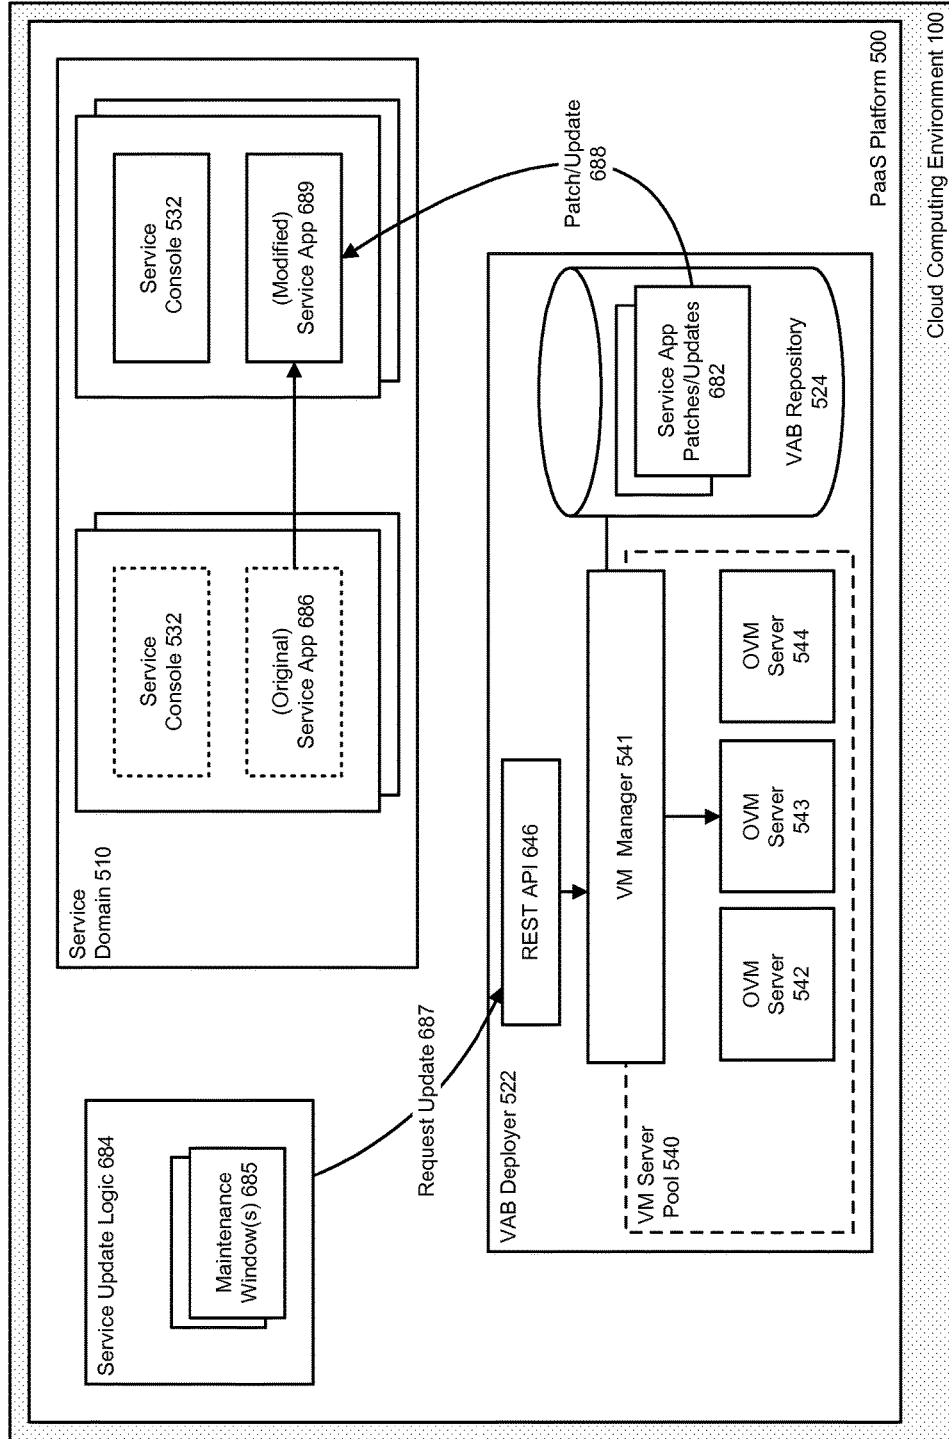 Service Update Logic 684
Maintenance
Window(s) 685
Service
Domain 510
Service
Console 532
(Original)
Service App 686
Service
Console 532
(Modified)
Service App 689
Request Update 687
Patch/Update
688
VAB Deployer 522
REST API 646
VM Manager 541
VM Server
Pool 540
OVM
Server
542
OVM
Server
543
OVM
Server
544
Service App
Patches/Updates
682
VAB Repository
524
PaaS Platform 500
Cloud Computing Environment 100